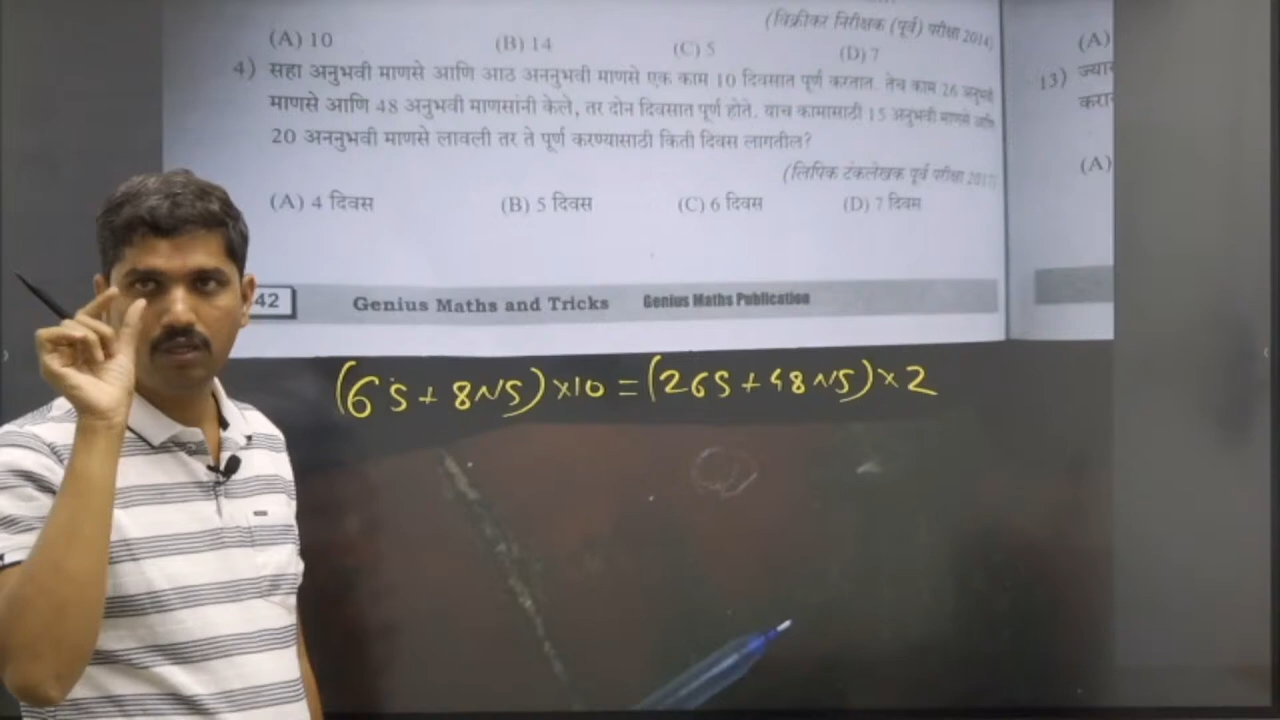 (विक्रीकर निरीक्षक (पूर्व) परीक्षा 2014)
(A) 10 (B) 14 (C) 5 (D) 7
4) सहा अनुभवी माणसे आणि आठ अननुभवी माणसे एक काम 10 दिवसात पूर्ण करतात. तेच काम 26 अनुभवी
माणसे आणि 48 अनुभवी माणसांनी केले, तर दोन दिवसात पूर्ण होते. याच कामासाठी 15 अनुभवी माणसे आणि
20 अननुभवी माणसे लावली तर ते पूर्ण करण्यासाठी किती दिवस लागतील?
(लिपिक टंकलेखक पूर्व परीक्षा 2017)
(A) 4 दिवस (B) 5 दिवस (C) 6 दिवस (D) 7 दिवस
42 Genius Maths and Tricks Genius Maths Publication
(A)
13)
(A)
(6S + 8NS) ×10 = (26S + 48NS) × 2